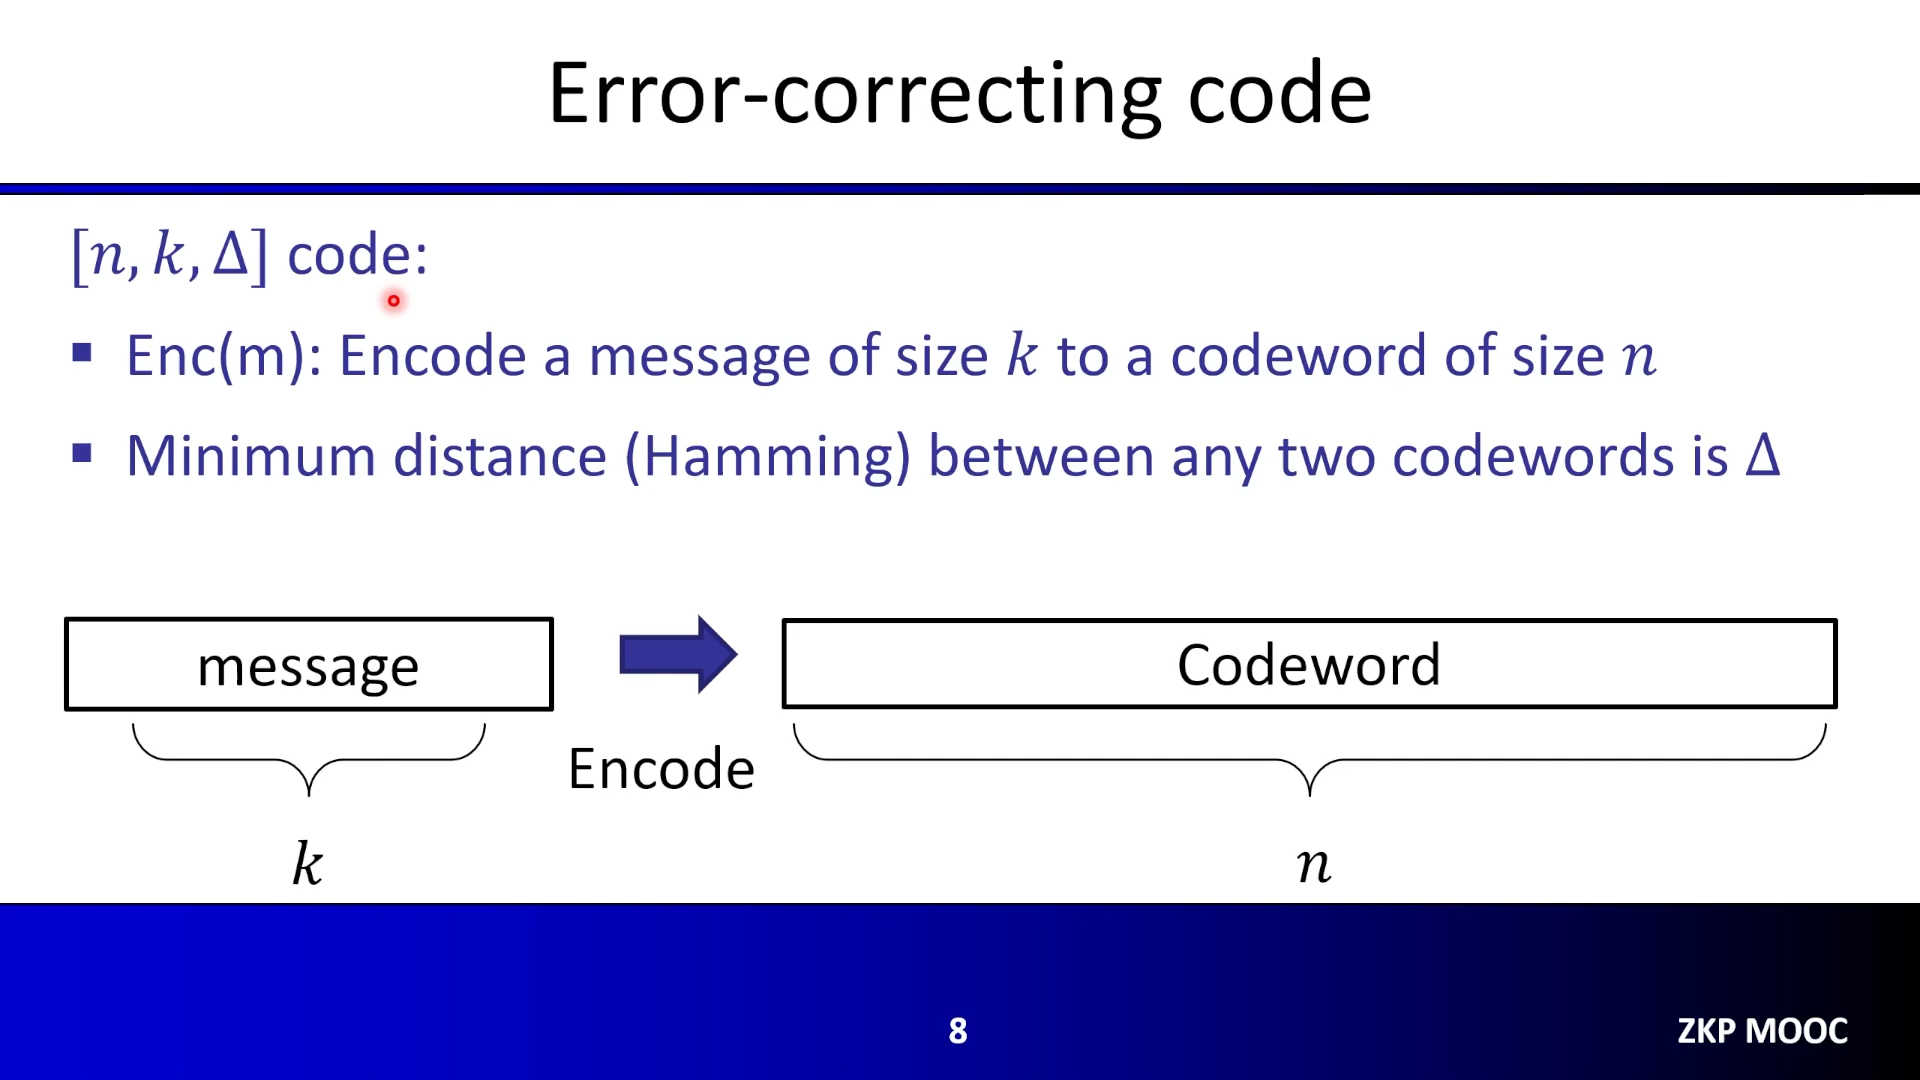 Error-correcting code
[n, k, Δ] code:
▪ Enc(m): Encode a message of size k to a codeword of size n
▪ Minimum distance (Hamming) between any two codewords is Δ
message
Codeword
Encode
k
n
8
ZKP MOOC